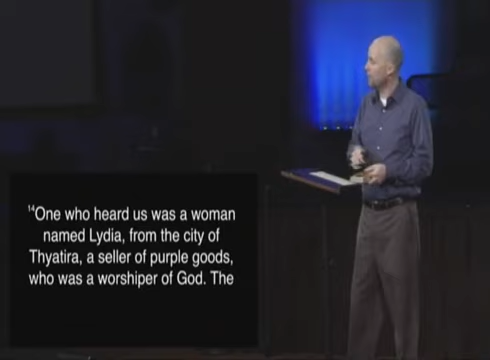 ¹⁴One who heard us was a woman
named Lydia, from the city of
Thyatira, a seller of purple goods,
who was a worshiper of God. The